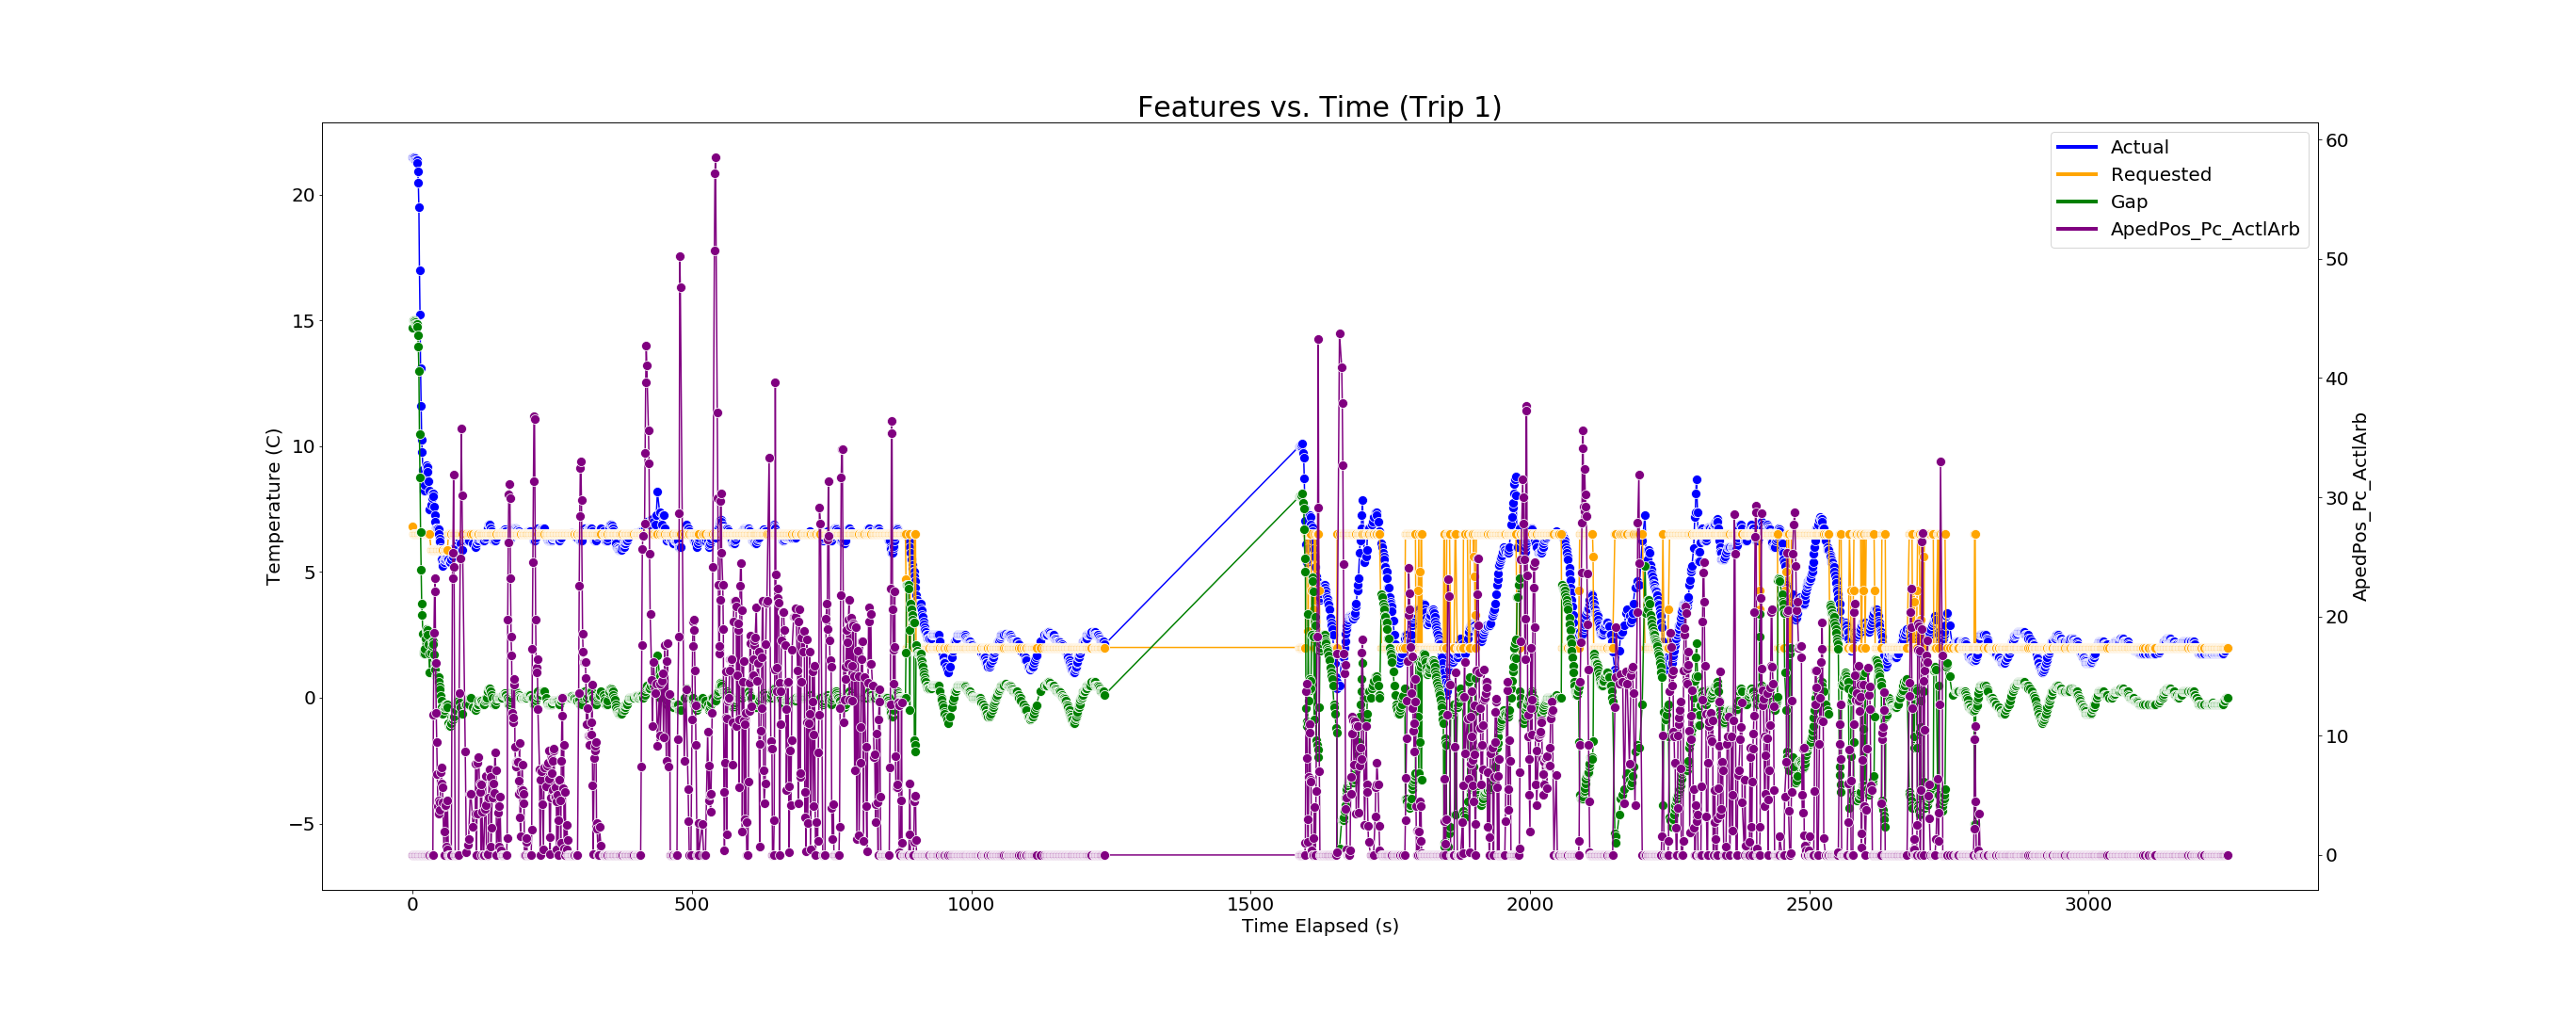 Features vs. Time (Trip 1)
Actual
Requested
Gap
ApedPos_Pc_ActlArb
Temperature (C)
20
15
10
5
0
−5
60
50
40
30
20
10
0
ApedPos_Pc_ActlArb
0
500
1000
1500
2000
2500
3000
Time Elapsed (s)